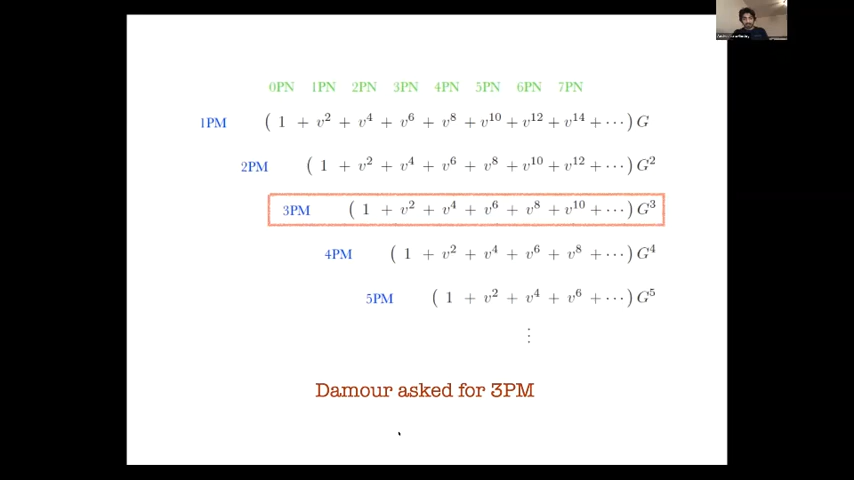 0PN 1PN 2PN 3PN 4PN 5PN 6PN 7PN
1PM ( 1 + v² + v⁴ + v⁶ + v⁸ + v¹⁰ + v¹² + v¹⁴ + ⋯ ) G
2PM ( 1 + v² + v⁴ + v⁶ + v⁸ + v¹⁰ + v¹² + ⋯ ) G²
3PM ( 1 + v² + v⁴ + v⁶ + v⁸ + v¹⁰ + ⋯ ) G³
4PM ( 1 + v² + v⁴ + v⁶ + v⁸ + ⋯ ) G⁴
5PM ( 1 + v² + v⁴ + v⁶ + ⋯ ) G⁵
⋮
Damour asked for 3PM